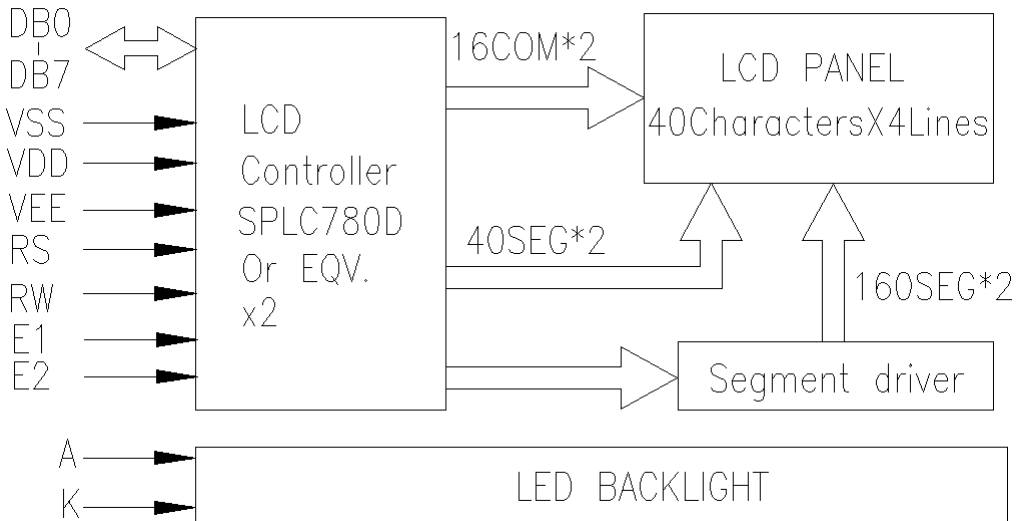 DB0
-
DB7
VSS
VDD
VEE
RS
RW
E1
E2
LCD
Controller
SPLC780D
Or EQV.
x2
16COM*2
40SEG*2
LCD PANEL
40CharactersX4Lines
160SEG*2
Segment driver
A
K
LED BACKLIGHT